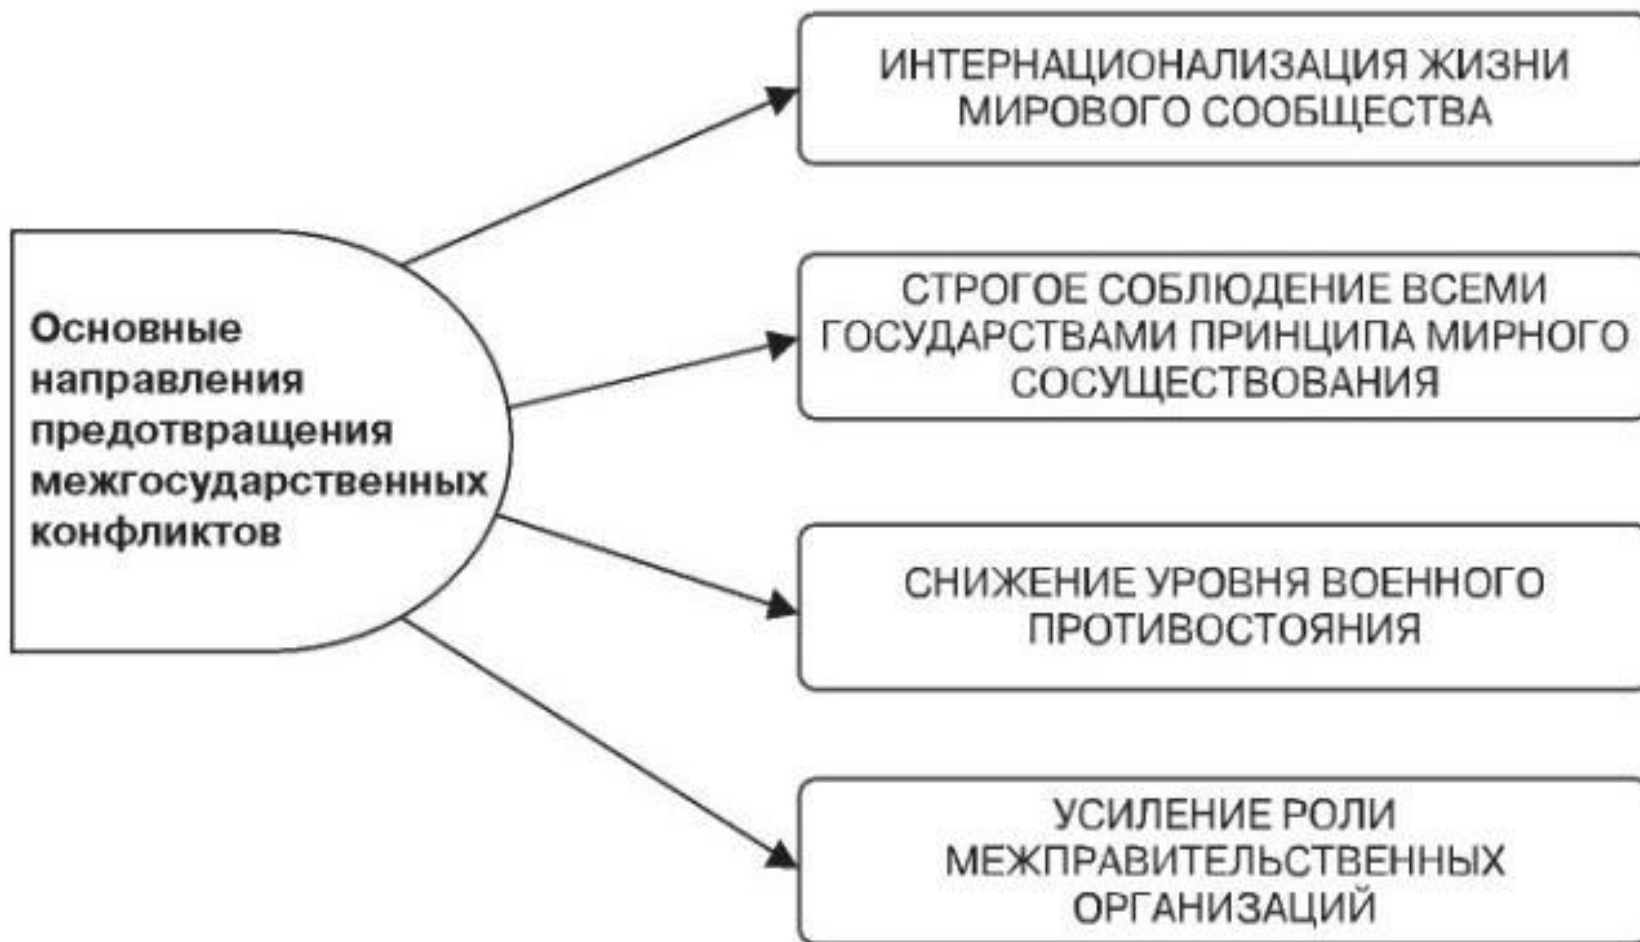 Основные
направления
предотвращения
межгосударственных
конфликтов
ИНТЕРНАЦИОНАЛИЗАЦИЯ ЖИЗНИ
МИРОВОГО СООБЩЕСТВА
СТРОГОЕ СОБЛЮДЕНИЕ ВСЕМИ
ГОСУДАРСТВАМИ ПРИНЦИПА МИРНОГО
СОСУЩЕСТВОВАНИЯ
СНИЖЕНИЕ УРОВНЯ ВОЕННОГО
ПРОТИВОСТОЯНИЯ
УСИЛЕНИЕ РОЛИ
МЕЖПРАВИТЕЛЬСТВЕННЫХ
ОРГАНИЗАЦИЙ